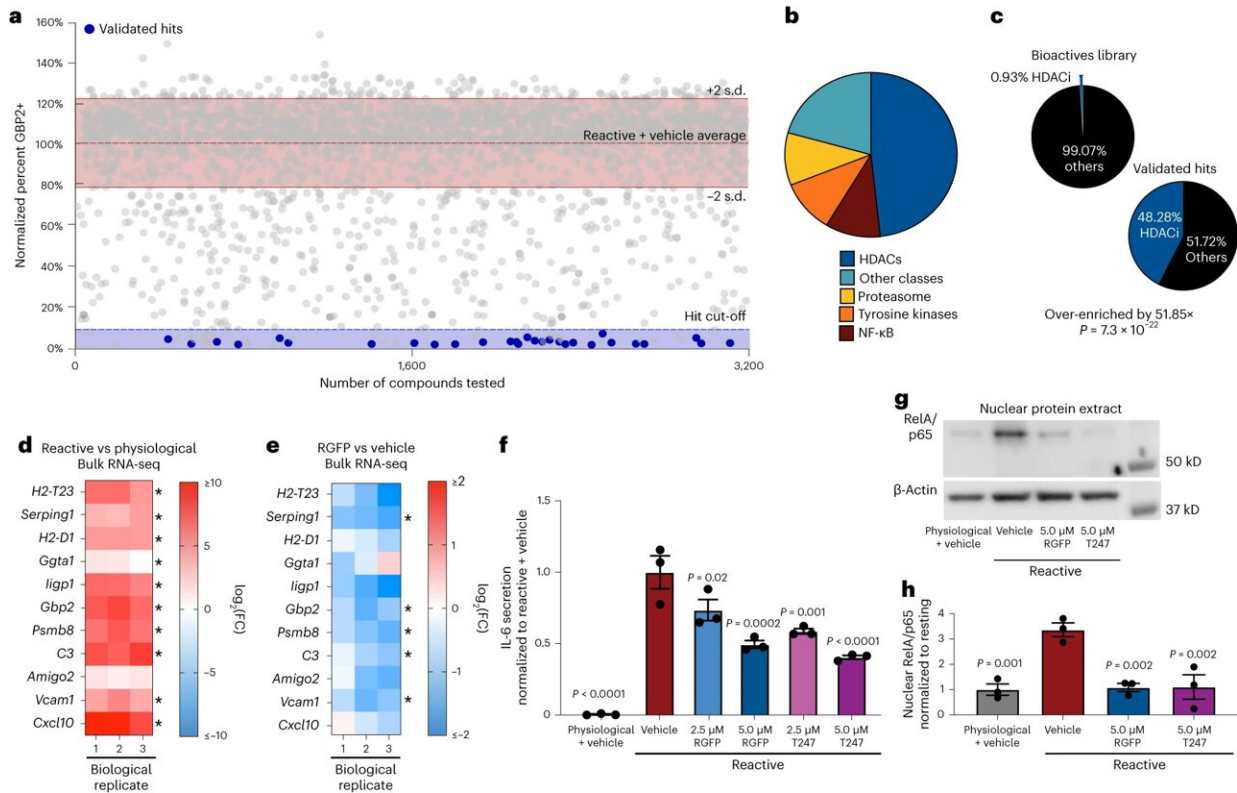 a
Validated hits
Normalized percent GBP2+
160%
140%
120%
100%
80%
60%
40%
20%
0%
+2 s.d.
Reactive + vehicle average
−2 s.d.
Hit cut-off
0
1,600
3,200
Number of compounds tested
b
HDACs
Other classes
Proteasome
Tyrosine kinases
NF-κB
c
Bioactives library
0.93% HDACi
99.07%
others
Validated hits
48.28%
HDACi
51.72%
Others
Over-enriched by 51.85×
P = 7.3 × 10⁻²²
d
Reactive vs physiological
Bulk RNA-seq
H2-T23 *
Serping1 *
H2-D1 *
Ggta1 *
Iigp1 *
Gbp2 *
Psmb8 *
C3 *
Amigo2
Vcam1 *
Cxcl10 *
1 2 3
Biological
replicate
≥10
5
0
−5
≤−10
log₂(FC)
e
RGFP vs vehicle
Bulk RNA-seq
H2-T23
Serping1 *
H2-D1
Ggta1
Iigp1
Gbp2 *
Psmb8 *
C3 *
Amigo2
Vcam1 *
Cxcl10
1 2 3
Biological
replicate
≥2
1
0
−1
≤−2
log₂(FC)
f
IL-6 secretion
normalized to reactive + vehicle
1.5
1.0
0.5
0
P < 0.0001
P = 0.02
P = 0.0002
P = 0.001
P < 0.0001
Physiological
+ vehicle
Vehicle
2.5 µM
RGFP
5.0 µM
RGFP
2.5 µM
T247
5.0 µM
T247
Reactive
g
Nuclear protein extract
RelA/
p65
50 kD
β-Actin
37 kD
Physiological
+ vehicle
Vehicle
5.0 µM
RGFP
5.0 µM
T247
Reactive
h
Nuclear RelA/p65
normalized to resting
4
3
2
1
0
P = 0.001
P = 0.002
P = 0.002
Physiological
+ vehicle
Vehicle
5.0 µM
RGFP
5.0 µM
T247
Reactive